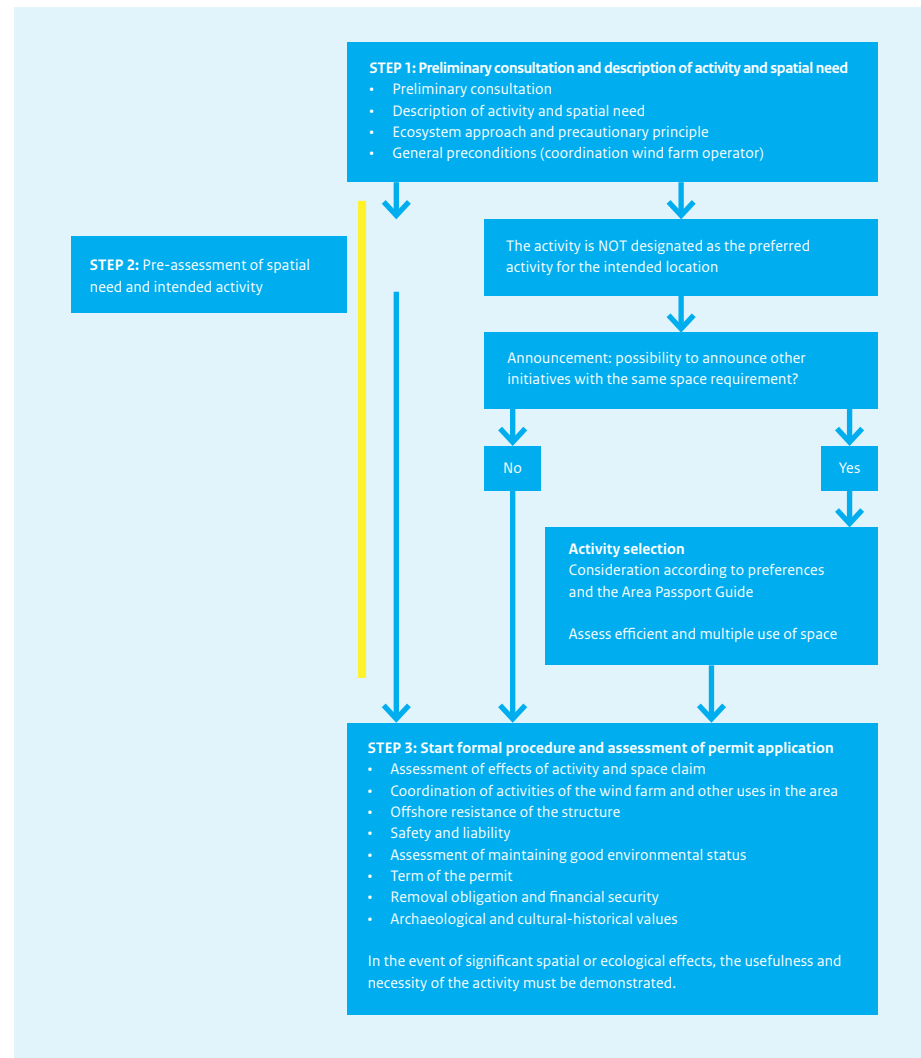 STEP 1: Preliminary consultation and description of activity and spatial need
• Preliminary consultation
• Description of activity and spatial need
• Ecosystem approach and precautionary principle
• General preconditions (coordination wind farm operator)
STEP 2: Pre-assessment of spatial
need and intended activity
The activity is NOT designated as the preferred
activity for the intended location
Announcement: possibility to announce other
initiatives with the same space requirement?
No
Yes
Activity selection
Consideration according to preferences
and the Area Passport Guide
Assess efficient and multiple use of space
STEP 3: Start formal procedure and assessment of permit application
• Assessment of effects of activity and space claim
• Coordination of activities of the wind farm and other uses in the area
• Offshore resistance of the structure
• Safety and liability
• Assessment of maintaining good environmental status
• Term of the permit
• Removal obligation and financial security
• Archaeological and cultural-historical values
In the event of significant spatial or ecological effects, the usefulness and
necessity of the activity must be demonstrated.